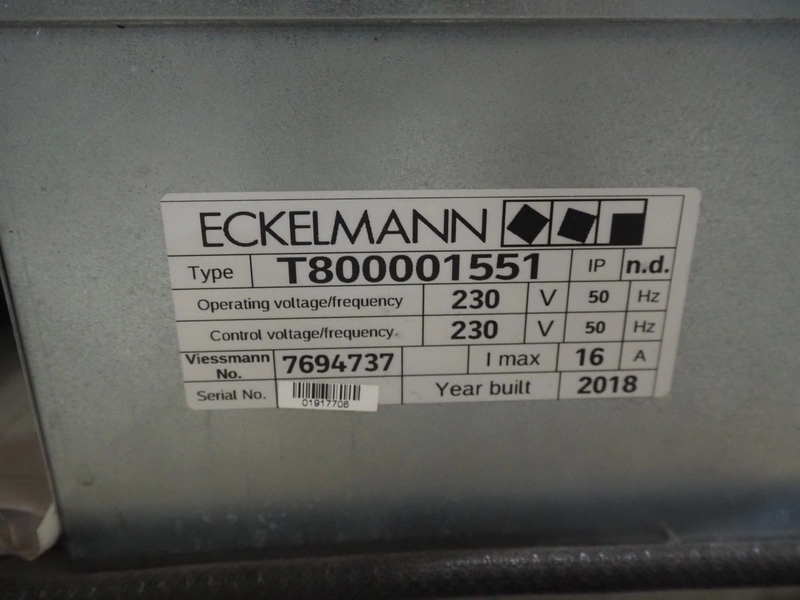 ECKELMANN
Type T800001551 IP n.d.
Operating voltage/frequency 230 V 50 Hz
Control voltage/frequency 230 V 50 Hz
Viessmann No. 7694737 I max 16 A
Serial No. 01917706 Year built 2018